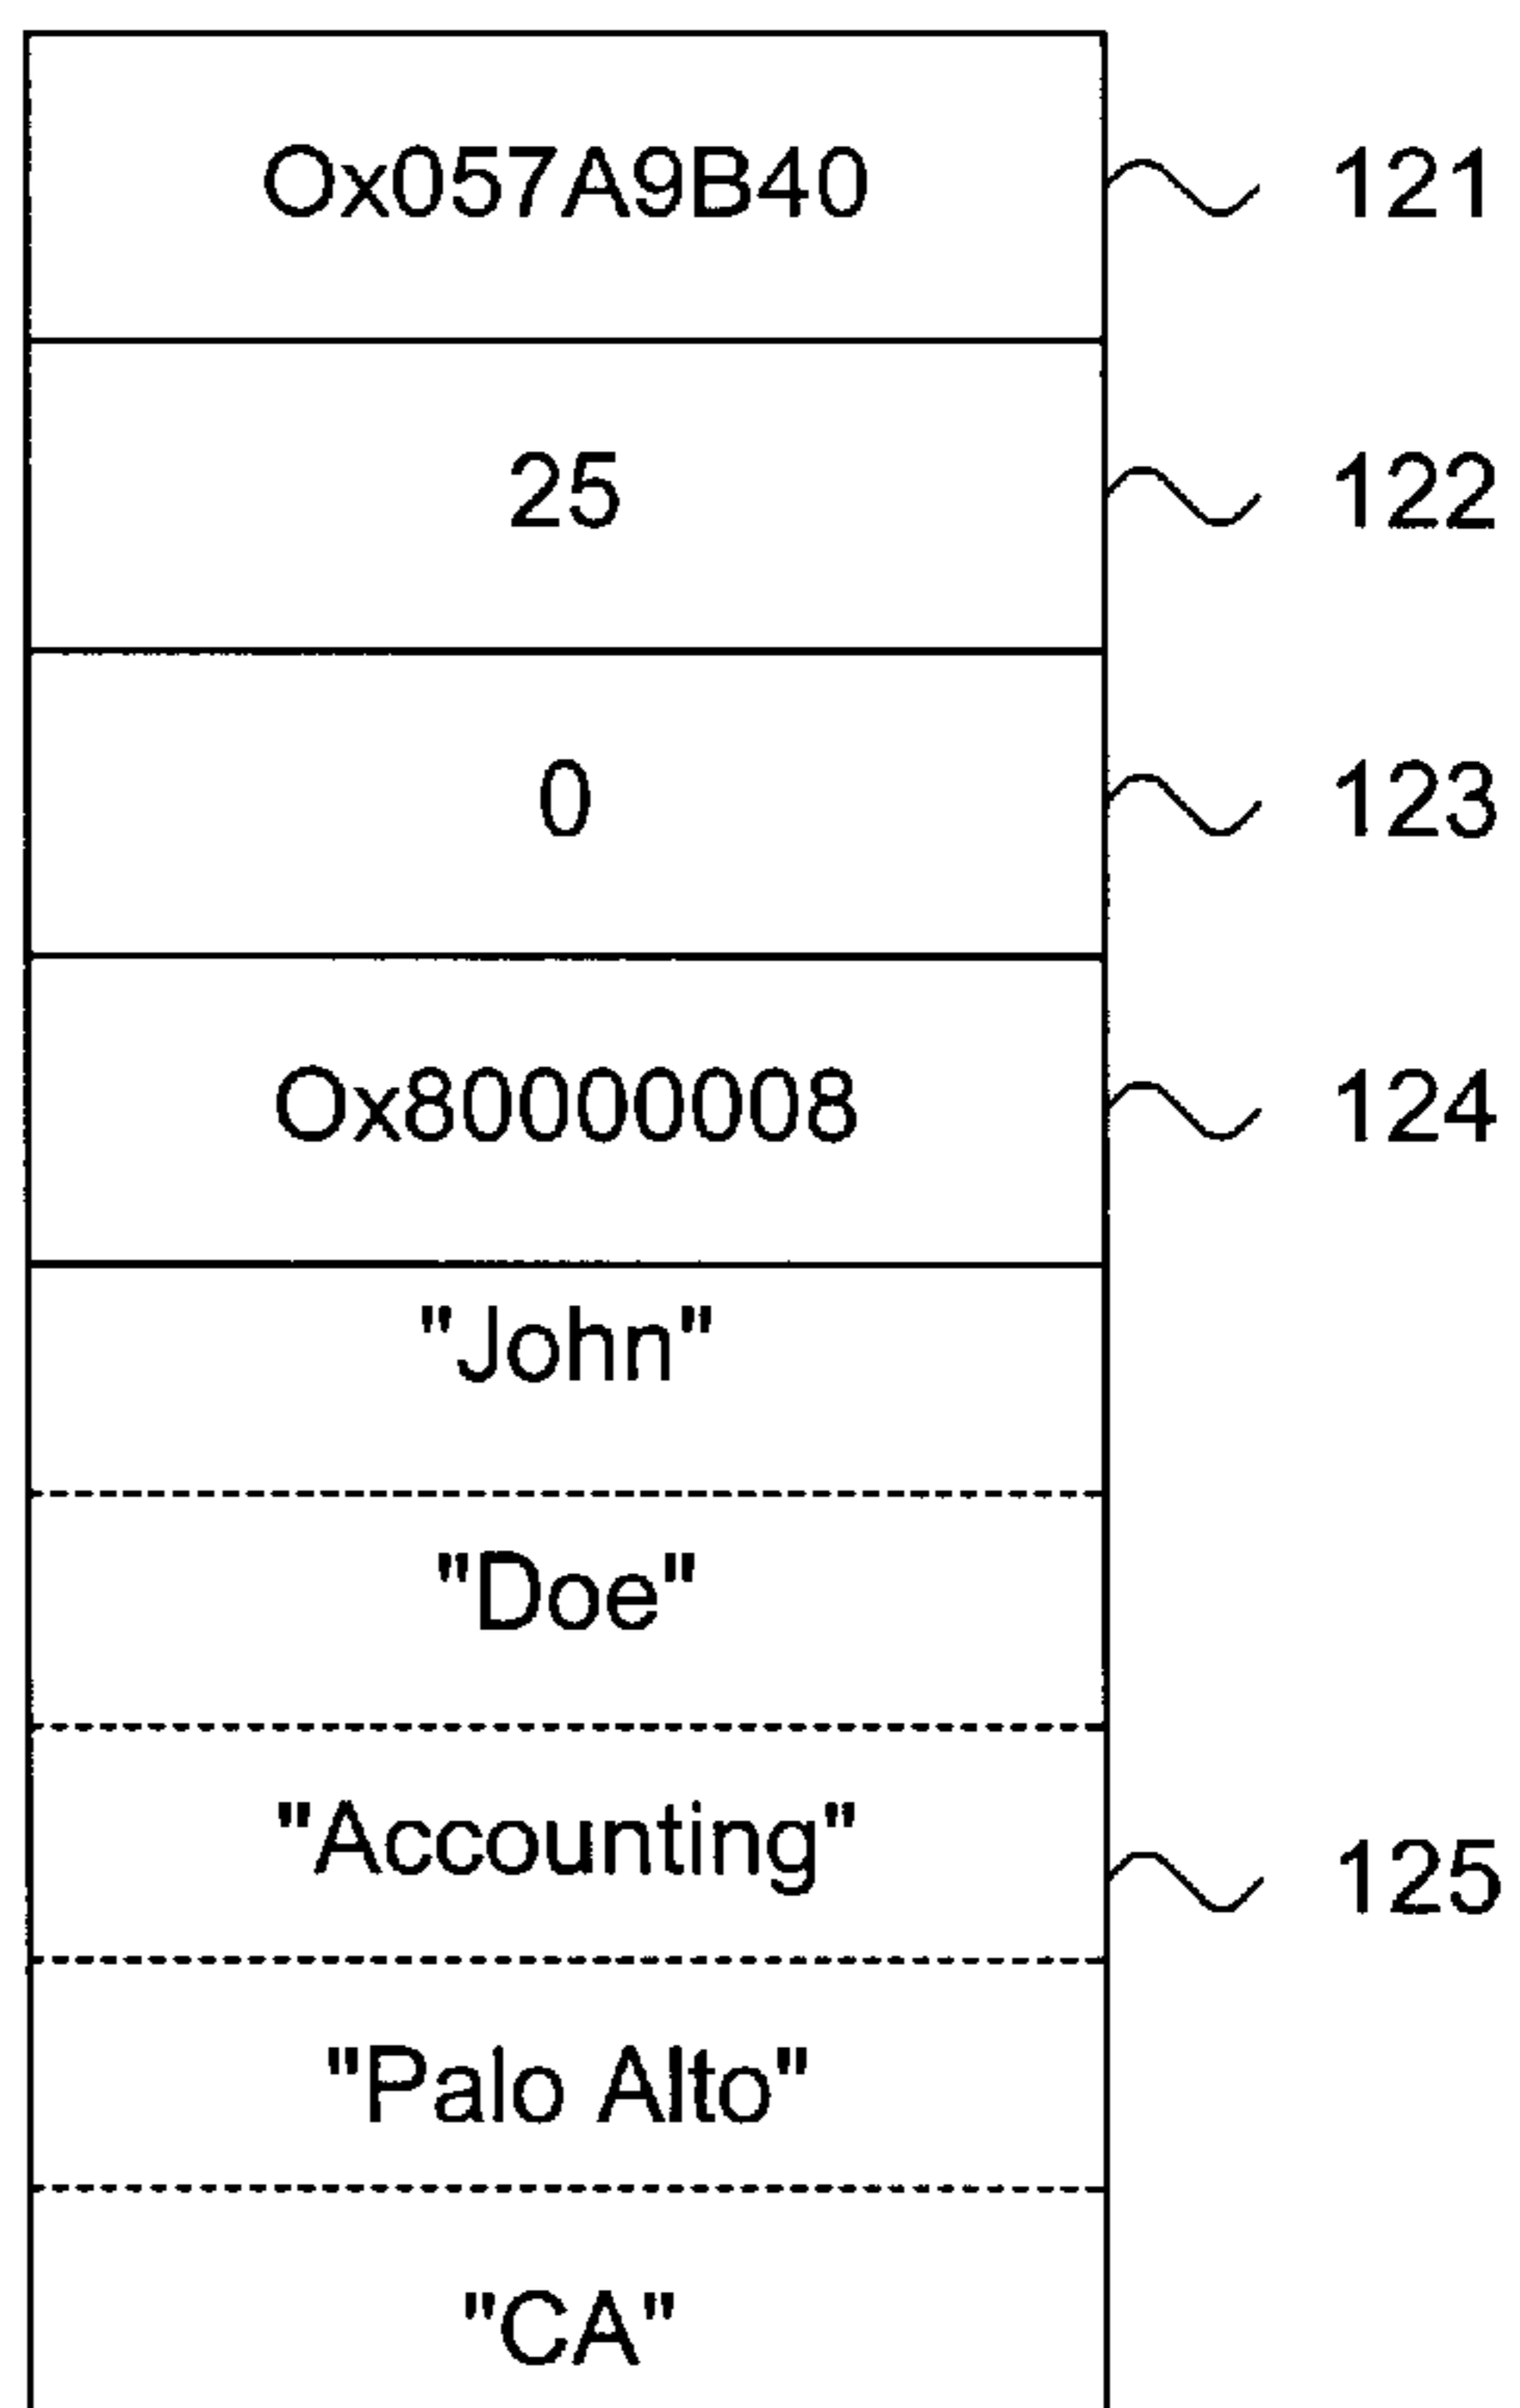 Ox057A9B40 121
25 122
0 123
Ox80000008 124
"John"
"Doe"
"Accounting" 125
"Palo Alto"
"CA"